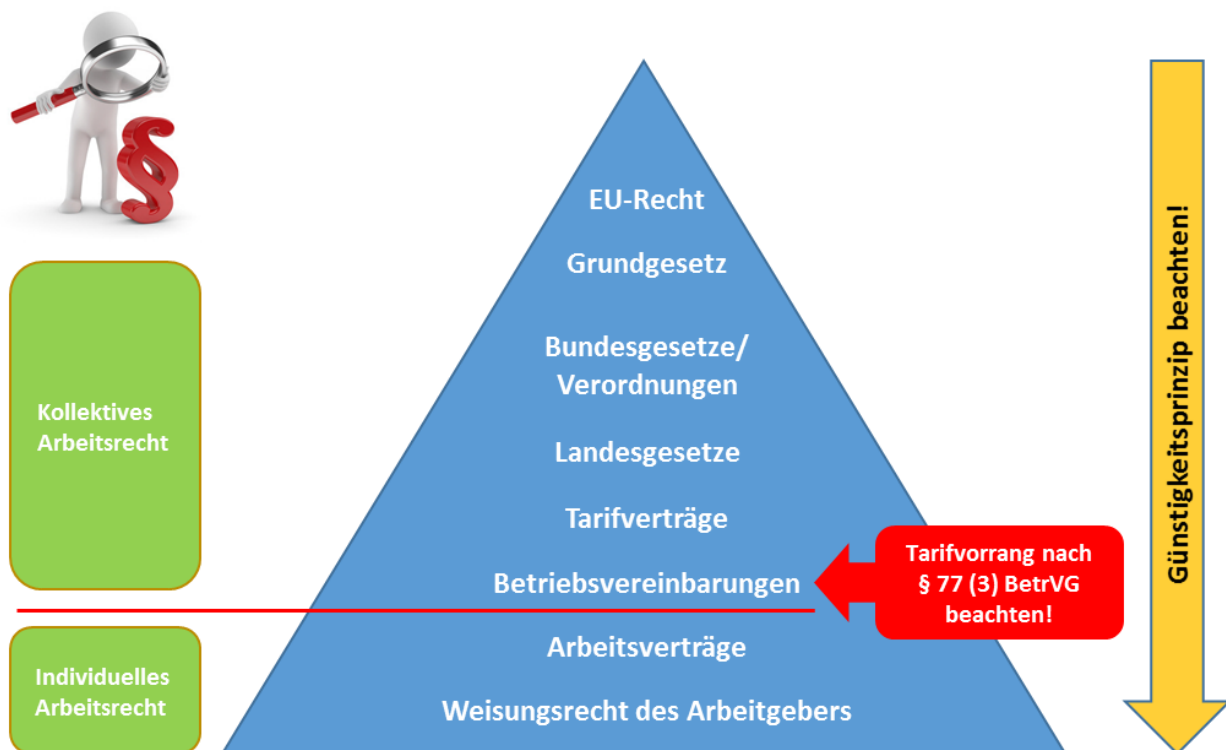 §
EU-Recht
Grundgesetz
Bundesgesetze/
Verordnungen
Landesgesetze
Tarifverträge
Betriebsvereinbarungen
Arbeitsverträge
Weisungsrecht des Arbeitgebers
Kollektives
Arbeitsrecht
Individuelles
Arbeitsrecht
Tarifvorrang nach
§ 77 (3) BetrVG
beachten!
Günstigkeitsprinzip beachten!